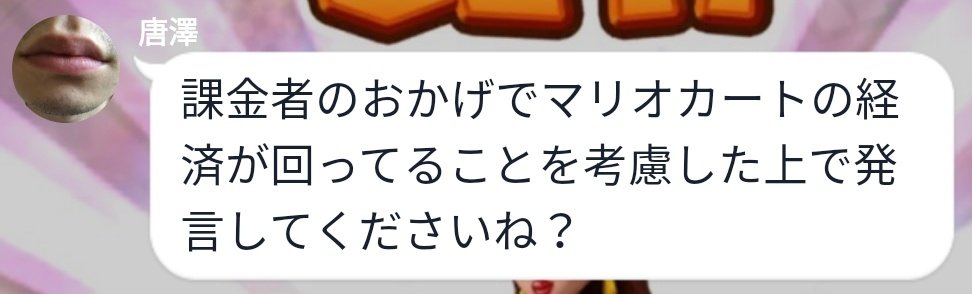 唐澤
課金者のおかげでマリオカートの経
済が回ってることを考慮した上で発
言してくださいね？